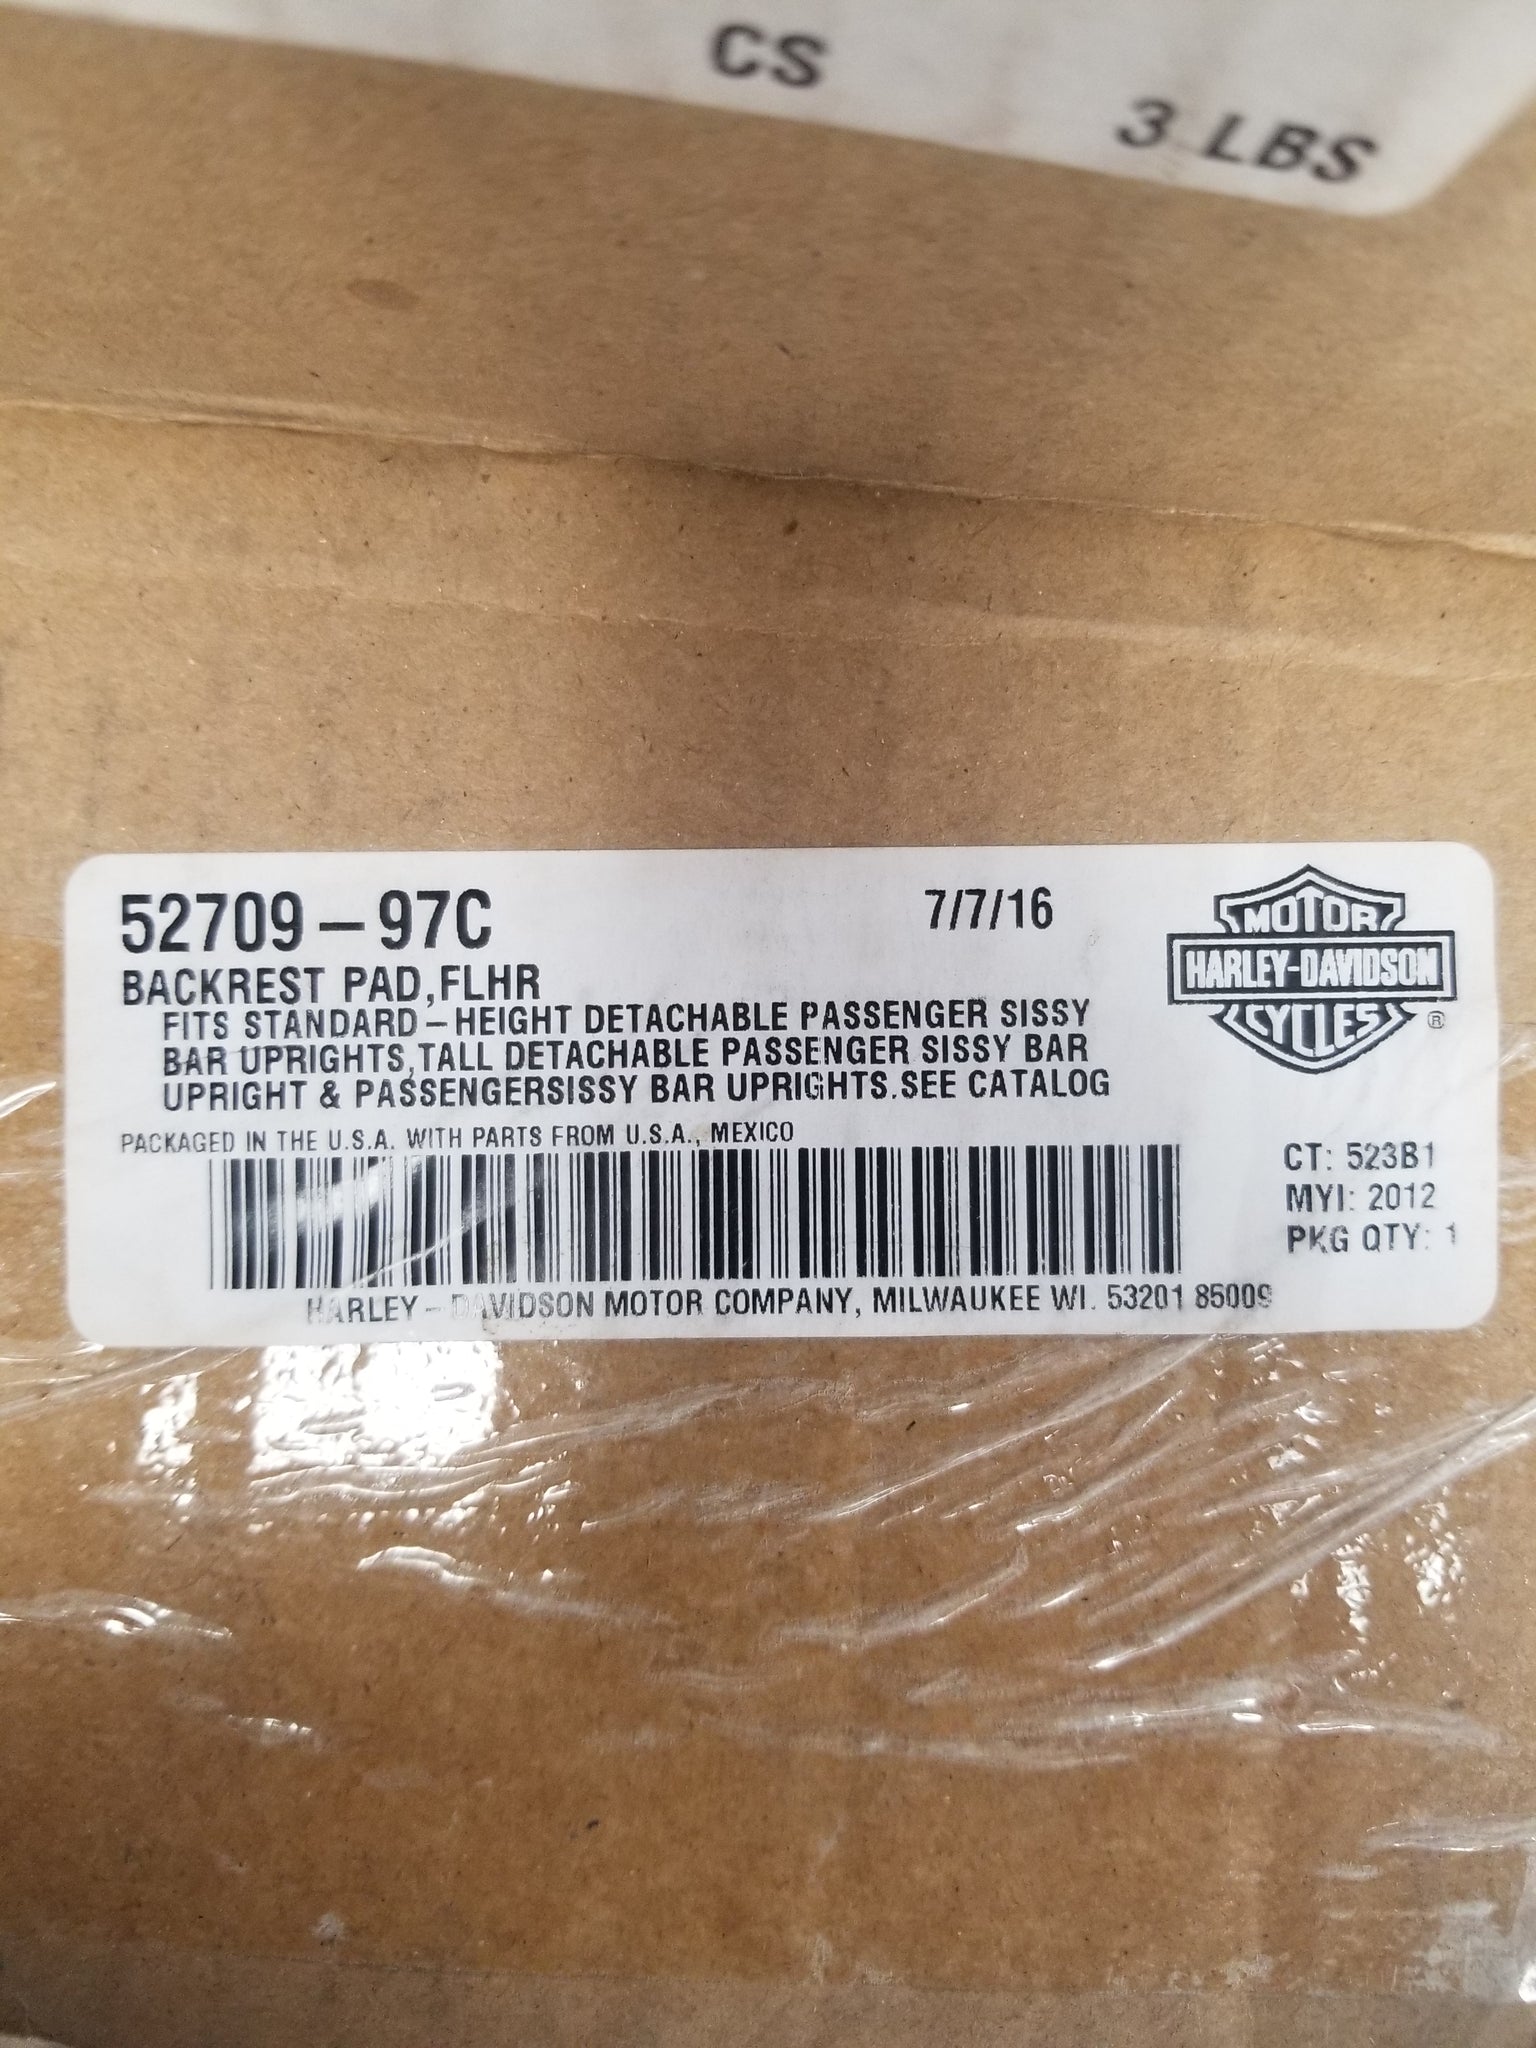 CS
3 LBS
52709-97C
7/7/16
BACKREST PAD,FLHR
FITS STANDARD-HEIGHT DETACHABLE PASSENGER SISSY
BAR UPRIGHTS,TALL DETACHABLE PASSENGER SISSY BAR
UPRIGHT & PASSENGERSISSY BAR UPRIGHTS.SEE CATALOG
MOTOR
HARLEY-DAVIDSON
CYCLES ®
PACKAGED IN THE U.S.A. WITH PARTS FROM U.S.A., MEXICO
CT: 523B1
MYI: 2012
PKG QTY: 1
HARLEY-DAVIDSON MOTOR COMPANY, MILWAUKEE WI. 53201 85009